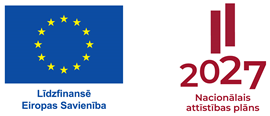 Līdzfinansē
Eiropas Savienība
2027
Nacionālais
attīstības plāns